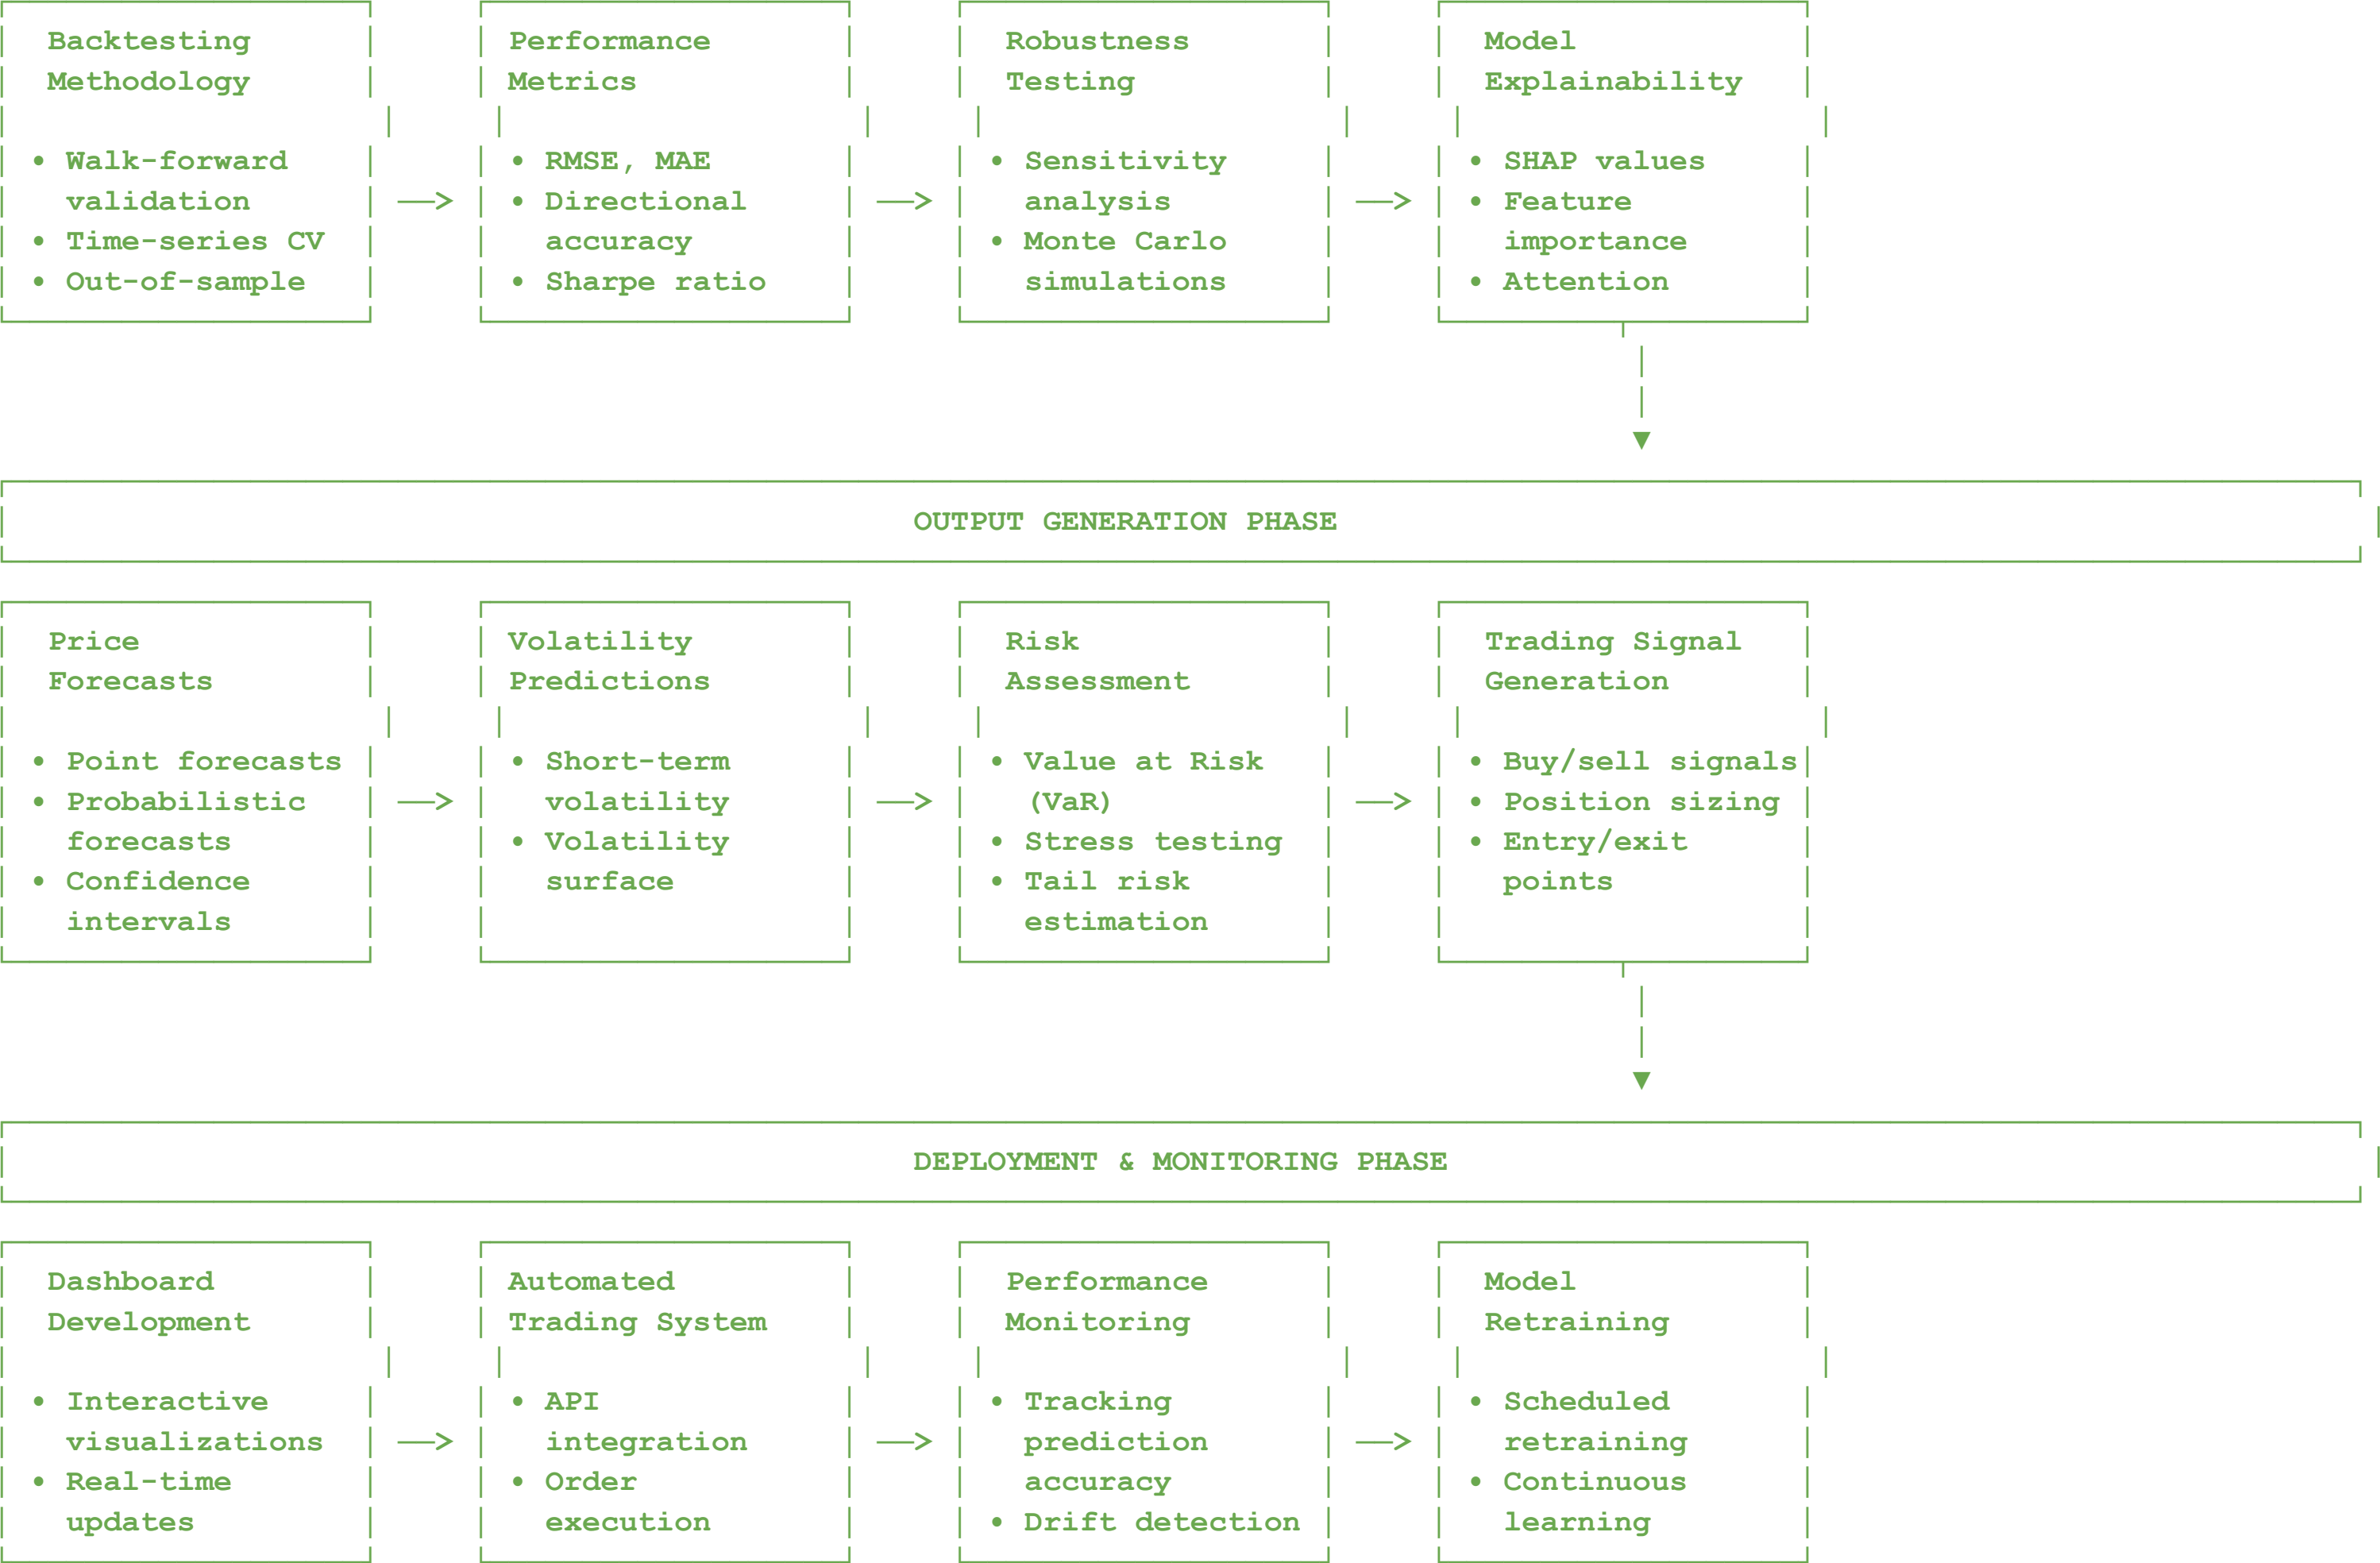 Backtesting
Methodology
• Walk-forward
validation
• Time-series CV
• Out-of-sample
Performance
Metrics
• RMSE, MAE
• Directional
accuracy
• Sharpe ratio
Robustness
Testing
• Sensitivity
analysis
• Monte Carlo
simulations
Model
Explainability
• SHAP values
• Feature
importance
• Attention
OUTPUT GENERATION PHASE
Price
Forecasts
• Point forecasts
• Probabilistic
forecasts
• Confidence
intervals
Volatility
Predictions
• Short-term
volatility
• Volatility
surface
Risk
Assessment
• Value at Risk
(VaR)
• Stress testing
• Tail risk
estimation
Trading Signal
Generation
• Buy/sell signals
• Position sizing
• Entry/exit
points
DEPLOYMENT & MONITORING PHASE
Dashboard
Development
• Interactive
visualizations
• Real-time
updates
Automated
Trading System
• API
integration
• Order
execution
Performance
Monitoring
• Tracking
prediction
accuracy
• Drift detection
Model
Retraining
• Scheduled
retraining
• Continuous
learning